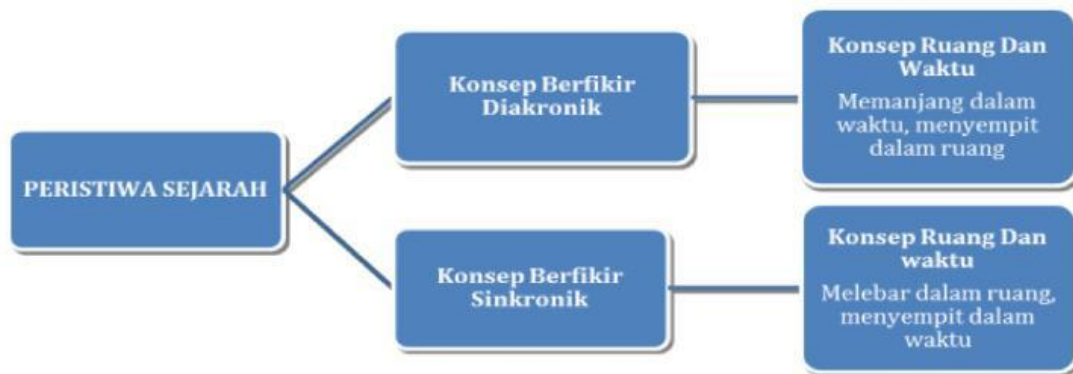 PERISTIWA SEJARAH
Konsep Berfikir
Diakronik
Konsep Ruang Dan
Waktu
Memanjang dalam
waktu, menyempit
dalam ruang
Konsep Berfikir
Sinkronik
Konsep Ruang Dan
waktu
Melebar dalam ruang,
menyempit dalam
waktu